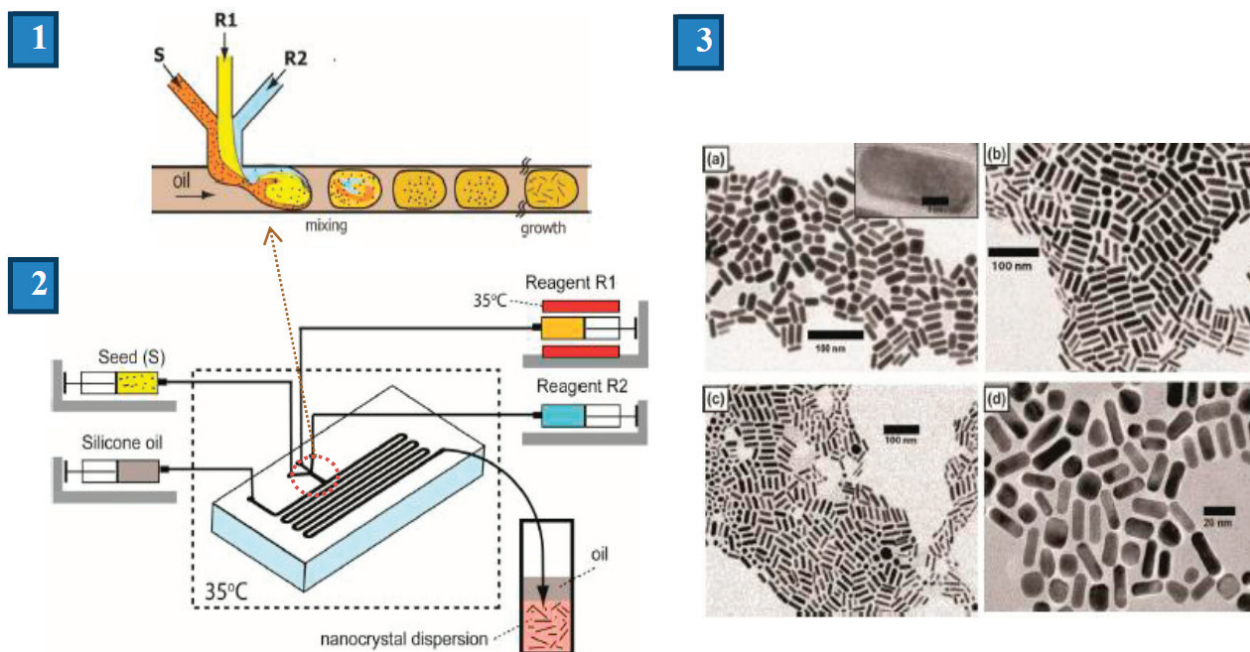 1
R1
S
R2
oil
mixing
growth
2
Reagent R1
35°C
Seed (S)
Reagent R2
Silicone oil
35°C
oil
nanocrystal dispersion
3
(a)
100 nm
(b)
100 nm
(c)
100 nm
(d)
20 nm